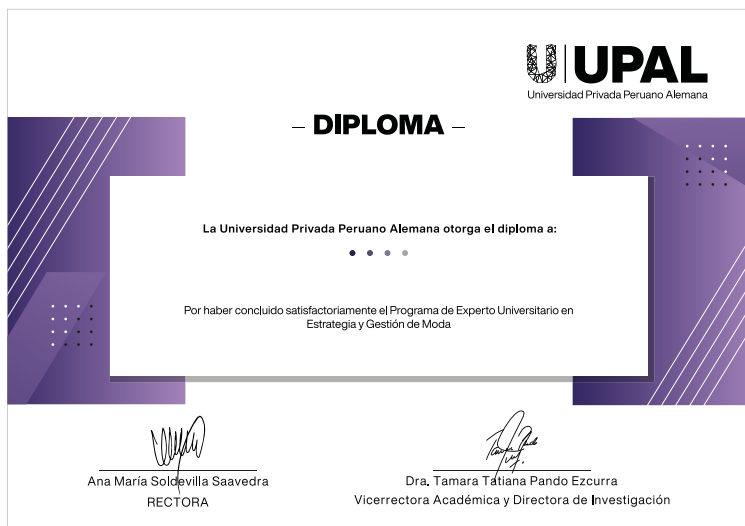 UPAL
Universidad Privada Peruano Alemana
– DIPLOMA –
La Universidad Privada Peruano Alemana otorga el diploma a:
Por haber concluido satisfactoriamente el Programa de Experto Universitario en
Estrategia y Gestión de Moda
Ana María Soldevilla Saavedra
RECTORA
Dra. Tamara Tatiana Pando Ezcurra
Vicerrectora Académica y Directora de Investigación